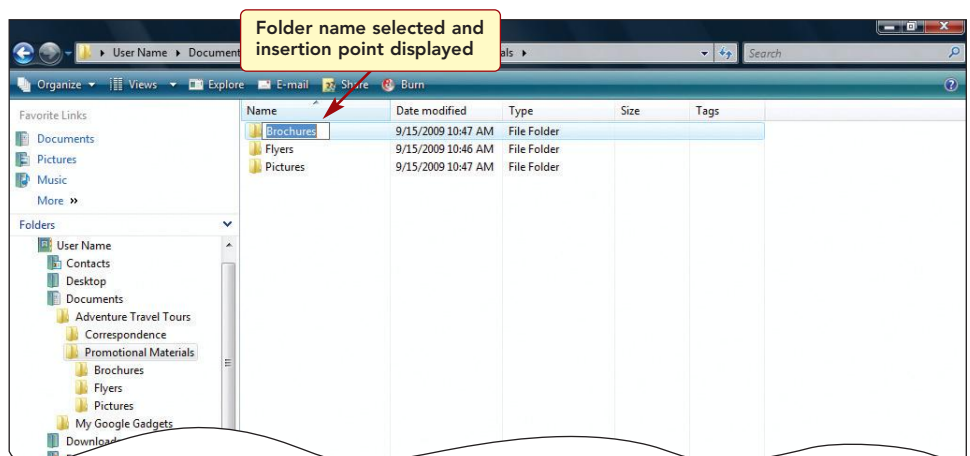 Folder name selected and
insertion point displayed
User Name
Document
als
Search
Organize Views Explore E-mail Share Burn
Favorite Links
Documents
Pictures
Music
More »
Folders
User Name
Contacts
Desktop
Documents
Adventure Travel Tours
Correspondence
Promotional Materials
Brochures
Flyers
Pictures
My Google Gadgets
Name Date modified Type Size Tags
Brochures 9/15/2009 10:47 AM File Folder
Flyers 9/15/2009 10:46 AM File Folder
Pictures 9/15/2009 10:47 AM File Folder